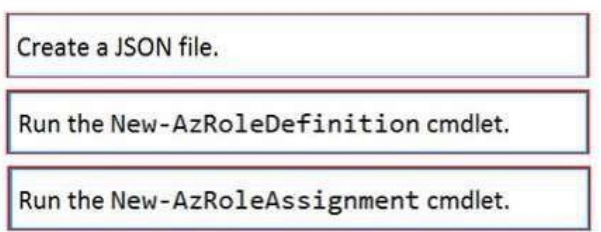 Create a JSON file.
Run the New-AzRoleDefinition cmdlet.
Run the New-AzRoleAssignment cmdlet.